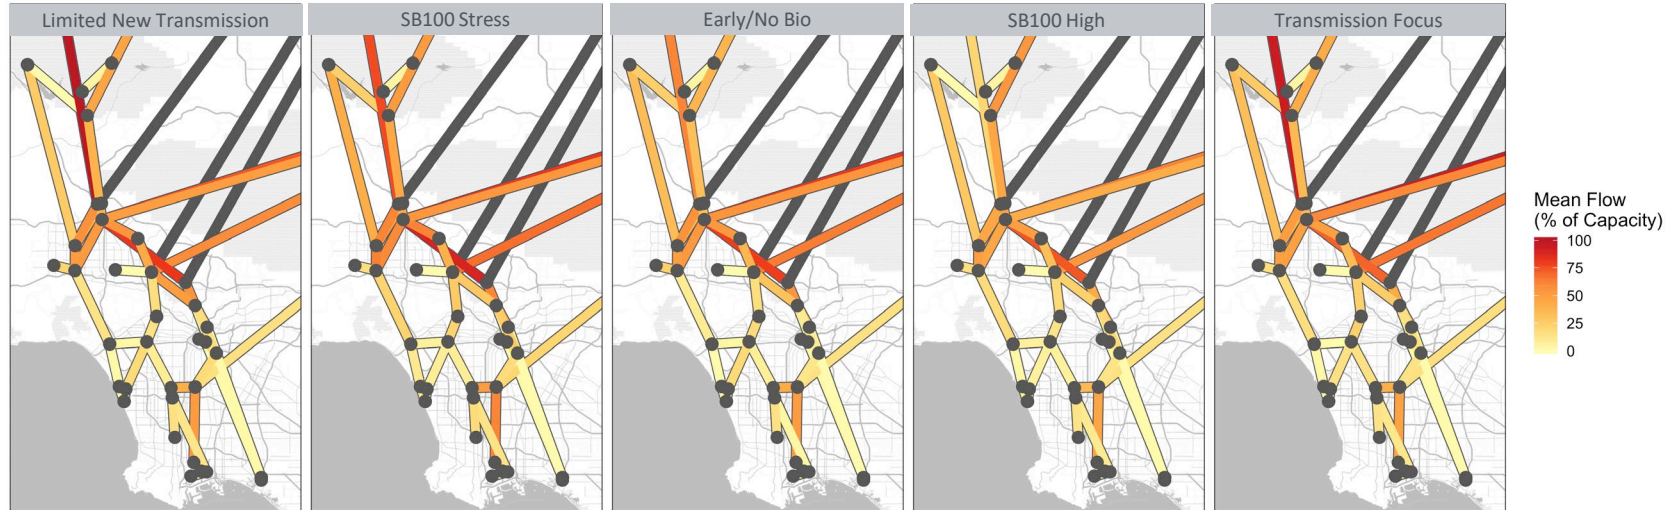 Limited New Transmission
SB100 Stress
Early/No Bio
SB100 High
Transmission Focus
Mean Flow
(% of Capacity)
100
75
50
25
0